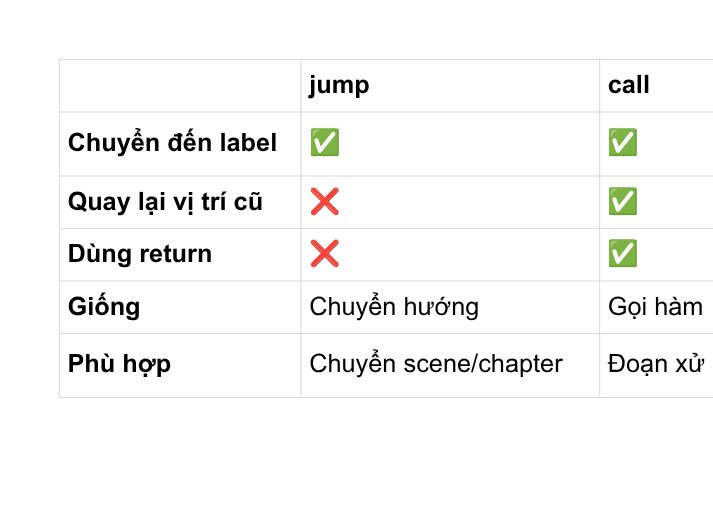 jump call
Chuyển đến label ✅ ✅
Quay lại vị trí cũ ❌ ✅
Dùng return ❌ ✅
Giống Chuyển hướng Gọi hàm
Phù hợp Chuyển scene/chapter Đoạn xử